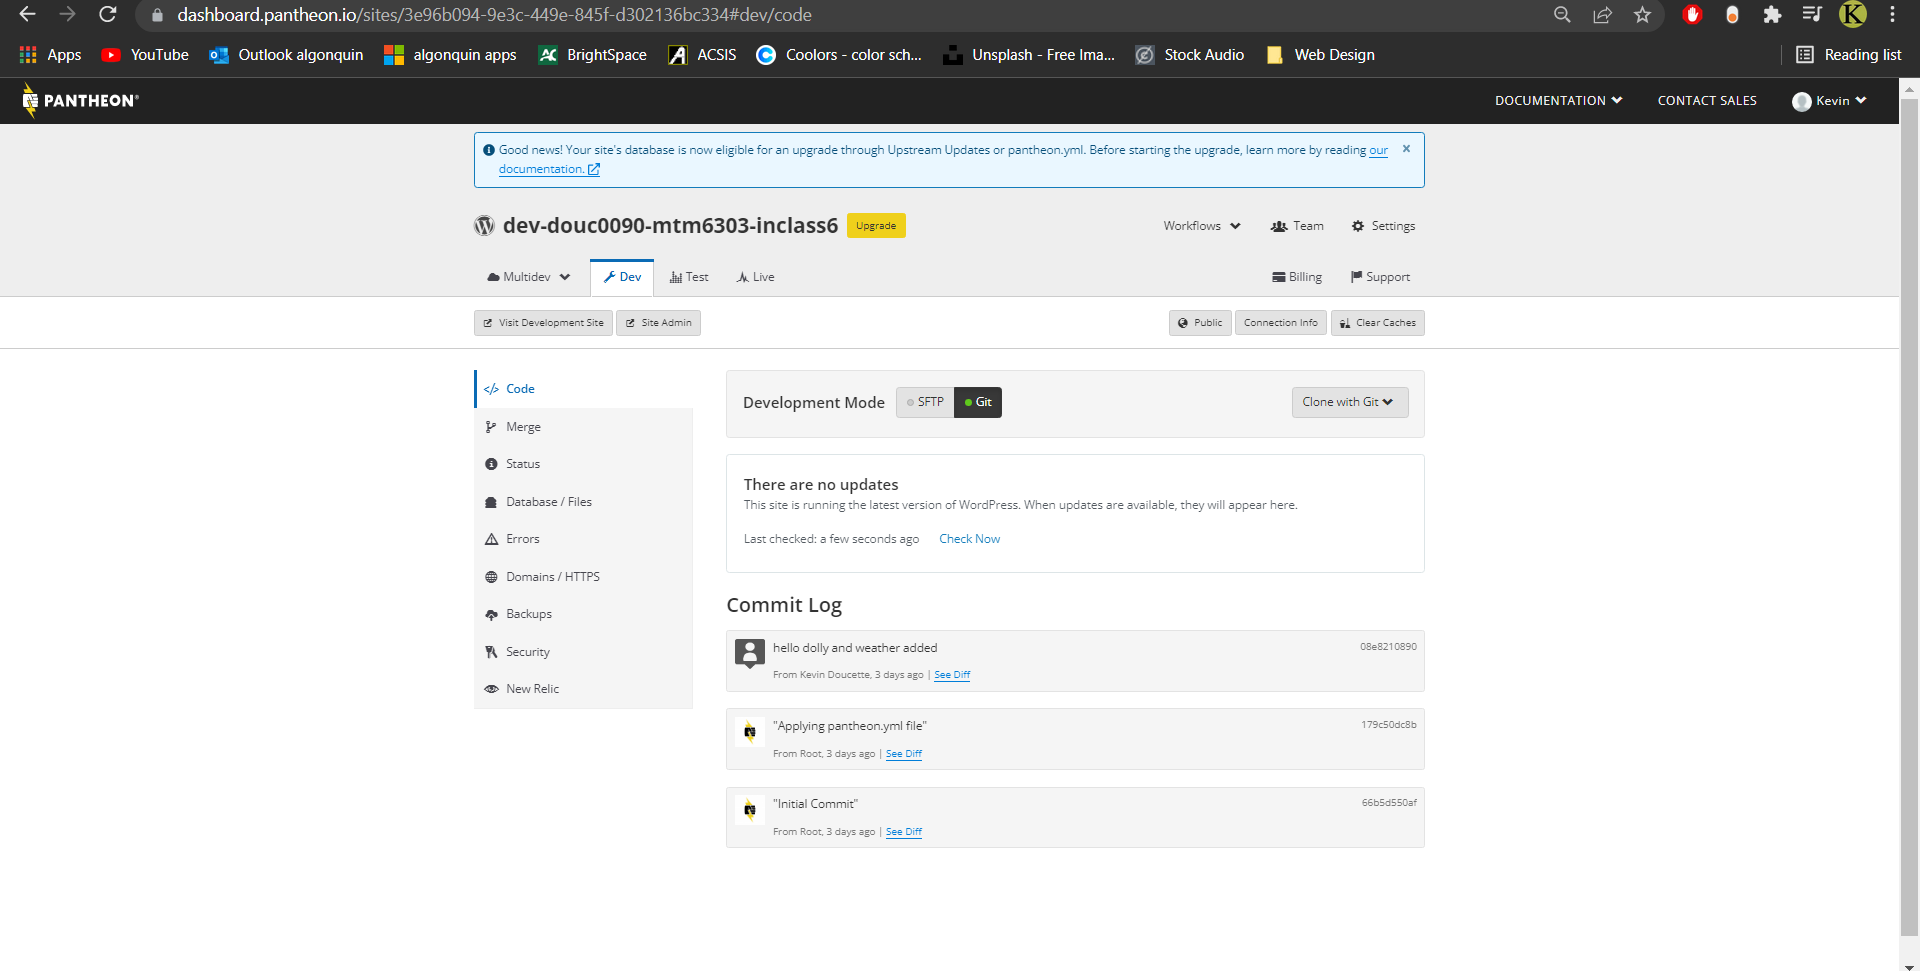 dashboard.pantheon.io/sites/3e96b094-9e3c-449e-845f-d302136bc334#dev/code
K
Apps YouTube Outlook algonquin algonquin apps BrightSpace ACSIS Coolors - color sch... Unsplash - Free Ima... Stock Audio Web Design Reading list
PANTHEON DOCUMENTATION CONTACT SALES Kevin
Good news! Your site's database is now eligible for an upgrade through Upstream Updates or pantheon.yml. Before starting the upgrade, learn more by reading our ×
documentation.
dev-douc0090-mtm6303-inclass6 Upgrade Workflows Team Settings
Multidev Dev Test Live Billing Support
Visit Development Site Site Admin Public Connection Info Clear Caches
</> Code
Merge
Status
Database / Files
Errors
Domains / HTTPS
Backups
Security
New Relic
Development Mode SFTP Git Clone with Git
There are no updates
This site is running the latest version of WordPress. When updates are available, they will appear here.
Last checked: a few seconds ago Check Now
Commit Log
hello dolly and weather added 08e8210890
From Kevin Doucette, 3 days ago | See Diff
"Applying pantheon.yml file" 179c50dc8b
From Root, 3 days ago | See Diff
"Initial Commit" 66b5d550af
From Root, 3 days ago | See Diff